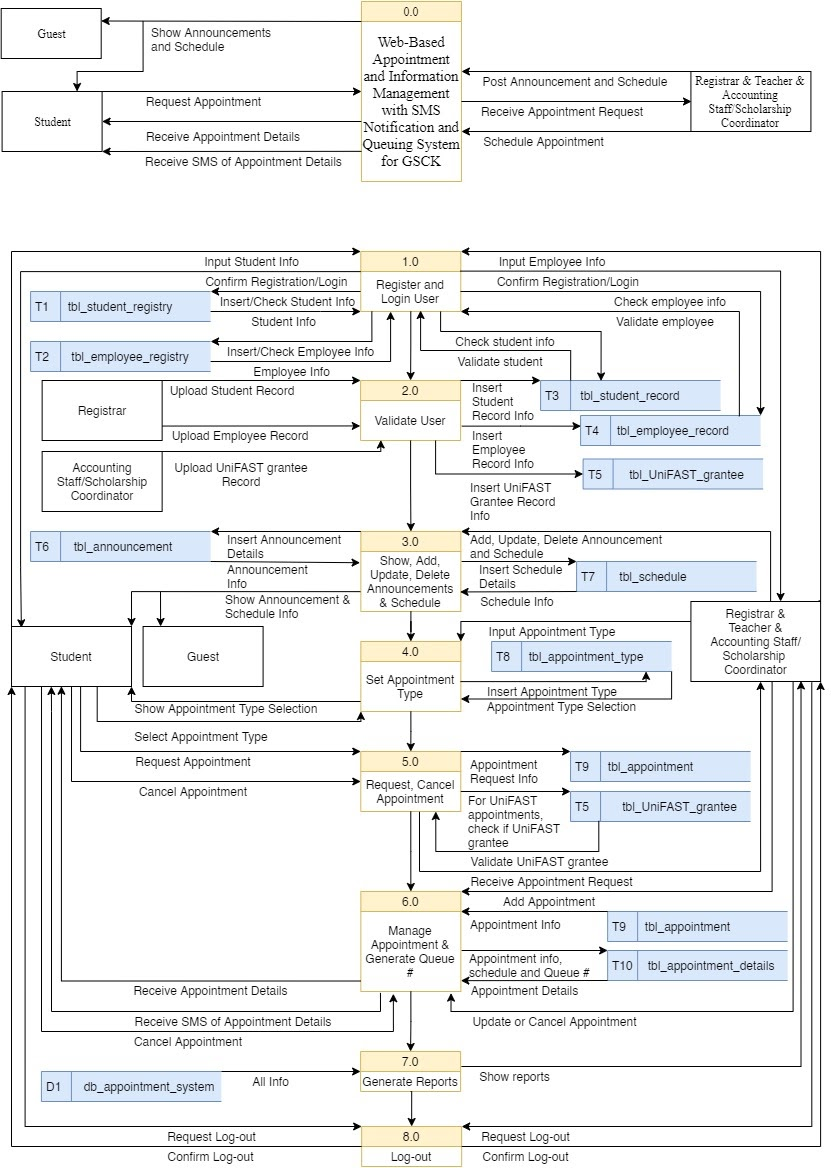 0.0
Guest
Show Announcements
and Schedule
Web-Based
Appointment
and Information
Management
with SMS
Notification and
Queuing System
for GSCK
Student
Request Appointment
Receive Appointment Details
Receive SMS of Appointment Details
Post Announcement and Schedule
Receive Appointment Request
Schedule Appointment
Registrar & Teacher &
Accounting
Staff/Scholarship
Coordinator
Input Student Info
1.0
Input Employee Info
Confirm Registration/Login
Register and
Login User
Confirm Registration/Login
T1 tbl_student_registry
Insert/Check Student Info
Student Info
Check employee info
Validate employee
T2 tbl_employee_registry
Insert/Check Employee Info
Employee Info
Check student info
Validate student
Registrar
Upload Student Record
Upload Employee Record
2.0
Validate User
Insert
Student
Record Info
T3 tbl_student_record
Insert
Employee
Record Info
T4 tbl_employee_record
Accounting
Staff/Scholarship
Coordinator
Upload UniFAST grantee
Record
T5 tbl_UniFAST_grantee
Insert UniFAST
Grantee Record
Info
T6 tbl_announcement
Insert Announcement
Details
Announcement
Info
3.0
Show, Add,
Update, Delete
Announcements
& Schedule
Add, Update, Delete Announcement
and Schedule
Insert Schedule
Details
T7 tbl_schedule
Schedule Info
Show Announcement &
Schedule Info
Student
Guest
Registrar &
Teacher &
Accounting Staff/
Scholarship
Coordinator
Input Appointment Type
4.0
Set Appointment
Type
T8 tbl_appointment_type
Insert Appointment Type
Appointment Type Selection
Show Appointment Type Selection
Select Appointment Type
Request Appointment
Cancel Appointment
5.0
Request, Cancel
Appointment
Appointment
Request Info
T9 tbl_appointment
For UniFAST
appointments,
check if UniFAST
grantee
T5 tbl_UniFAST_grantee
Validate UniFAST grantee
Receive Appointment Request
6.0
Manage
Appointment &
Generate Queue
#
Add Appointment
Appointment Info
T9 tbl_appointment
Appointment info,
schedule and Queue #
T10 tbl_appointment_details
Appointment Details
Receive Appointment Details
Receive SMS of Appointment Details
Cancel Appointment
Update or Cancel Appointment
7.0
Generate Reports
D1 db_appointment_system
All Info
Show reports
8.0
Log-out
Request Log-out
Confirm Log-out
Request Log-out
Confirm Log-out